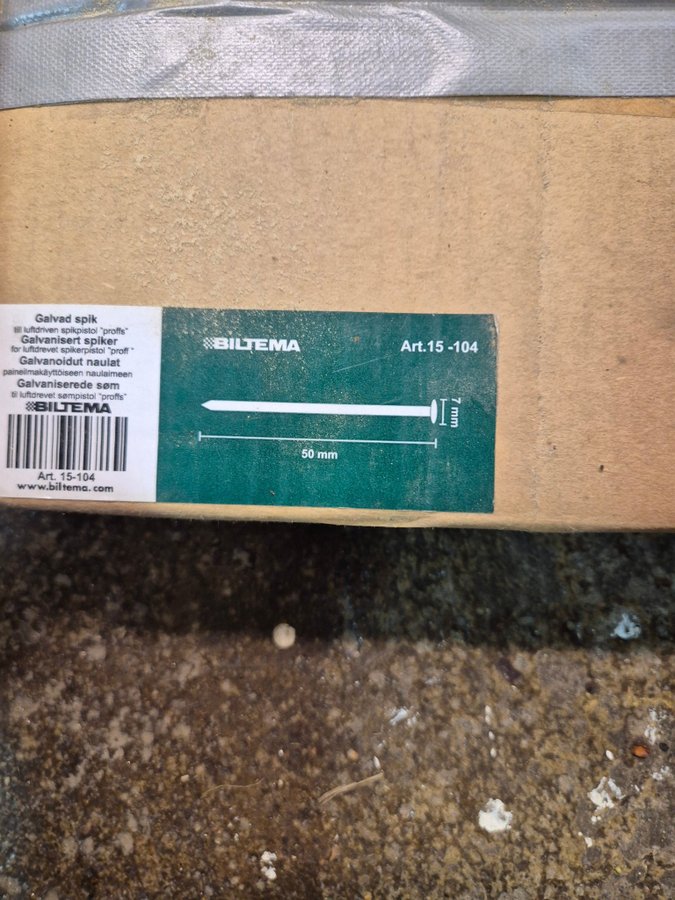 Galvad spik
till luftdriven spikpistol "proffs"
Galvanisert spiker
for luftdrevet spikerpistol "proff"
Galvanoidut naulat
paineilmakäyttöiseen naulaimeen
Galvaniserede søm
til luftdrevet sømpistol "proffs"
BILTEMA
Art. 15-104
www.biltema.com
BILTEMA
Art.15 -104
7 mm
50 mm